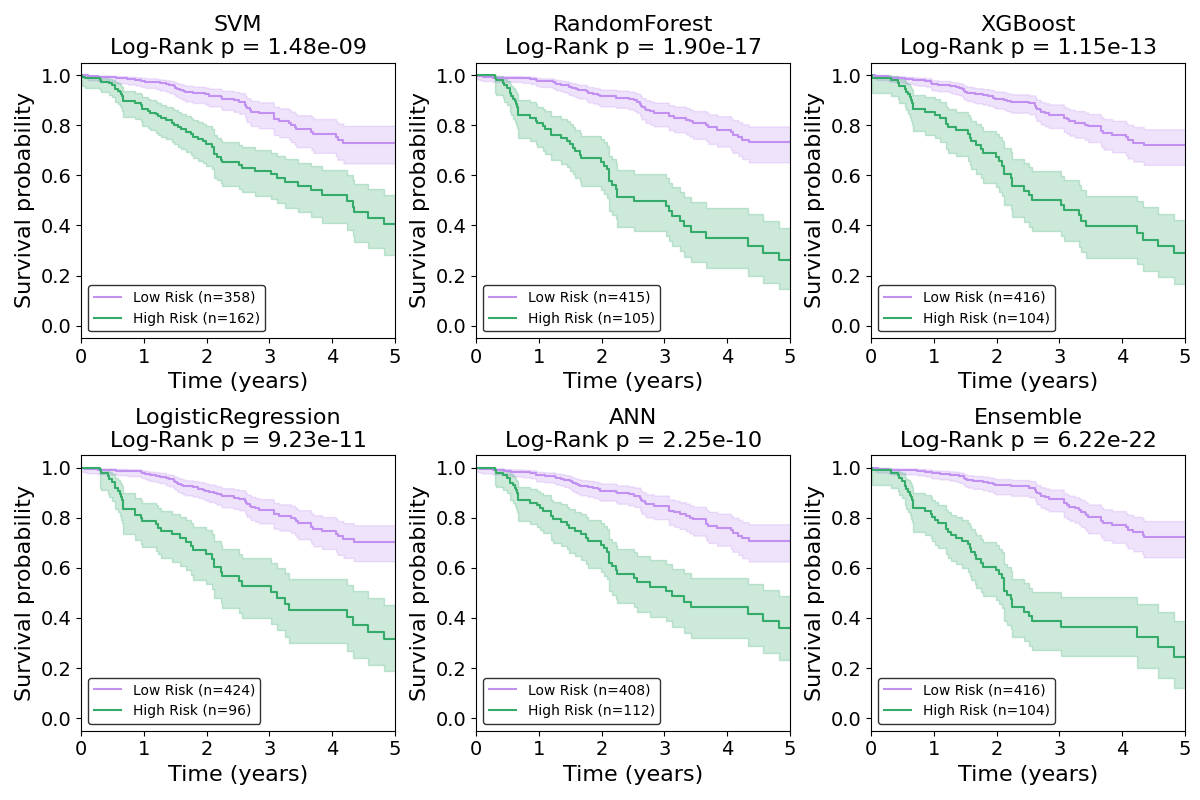 SVM
Log-Rank p = 1.48e-09
Survival probability
1.0
0.8
0.6
0.4
0.2
0.0
Low Risk (n=358)
High Risk (n=162)
0 1 2 3 4 5
Time (years)
RandomForest
Log-Rank p = 1.90e-17
Survival probability
1.0
0.8
0.6
0.4
0.2
0.0
Low Risk (n=415)
High Risk (n=105)
0 1 2 3 4 5
Time (years)
XGBoost
Log-Rank p = 1.15e-13
Survival probability
1.0
0.8
0.6
0.4
0.2
0.0
Low Risk (n=416)
High Risk (n=104)
0 1 2 3 4 5
Time (years)
LogisticRegression
Log-Rank p = 9.23e-11
Survival probability
1.0
0.8
0.6
0.4
0.2
0.0
Low Risk (n=424)
High Risk (n=96)
0 1 2 3 4 5
Time (years)
ANN
Log-Rank p = 2.25e-10
Survival probability
1.0
0.8
0.6
0.4
0.2
0.0
Low Risk (n=408)
High Risk (n=112)
0 1 2 3 4 5
Time (years)
Ensemble
Log-Rank p = 6.22e-22
Survival probability
1.0
0.8
0.6
0.4
0.2
0.0
Low Risk (n=416)
High Risk (n=104)
0 1 2 3 4 5
Time (years)